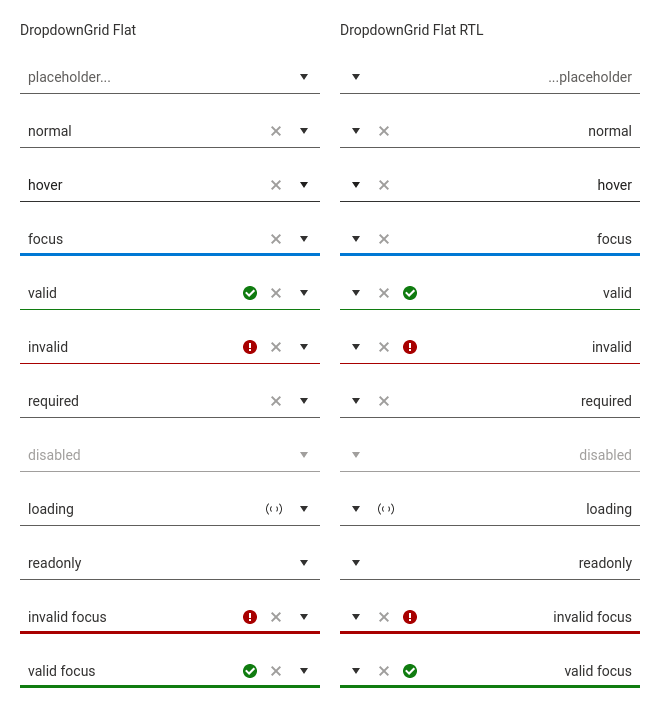 DropdownGrid Flat
DropdownGrid Flat RTL
placeholder...
...placeholder
normal
normal
hover
hover
focus
focus
valid
valid
invalid
invalid
required
required
disabled
disabled
loading
loading
readonly
readonly
invalid focus
invalid focus
valid focus
valid focus